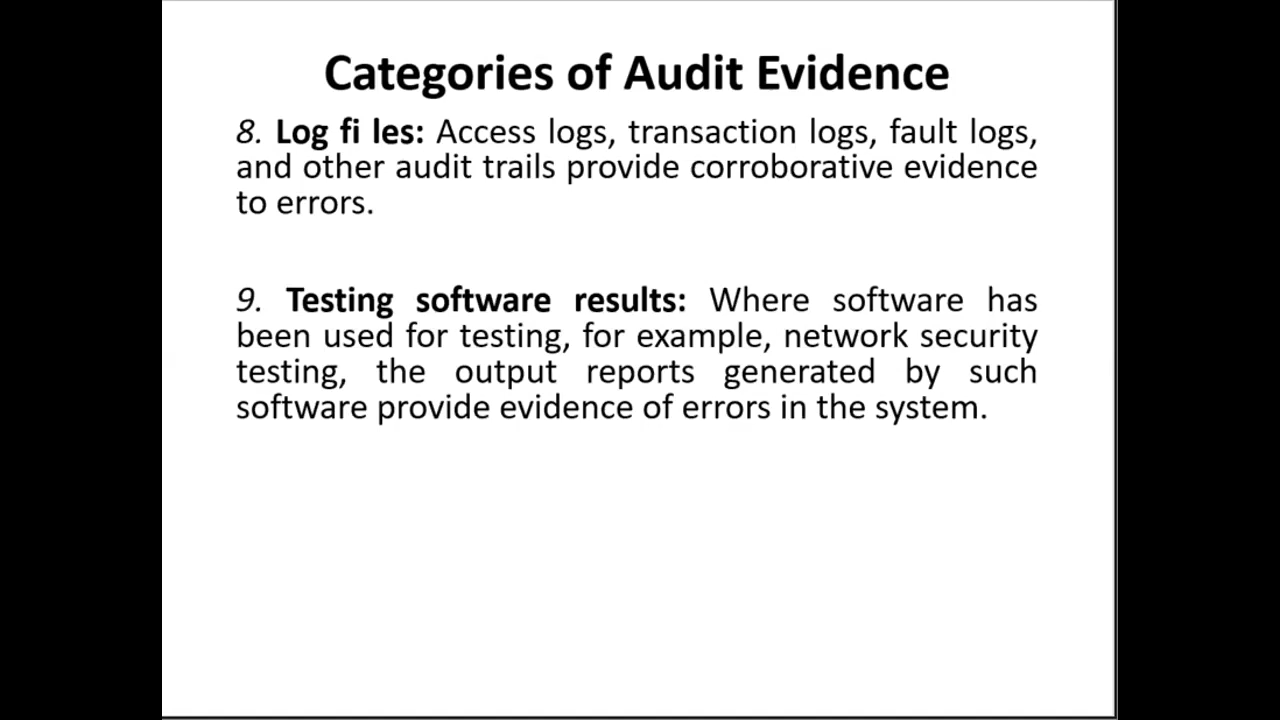 Categories of Audit Evidence
8. Log fi les: Access logs, transaction logs, fault logs,
and other audit trails provide corroborative evidence
to errors.
9. Testing software results: Where software has
been used for testing, for example, network security
testing, the output reports generated by such
software provide evidence of errors in the system.